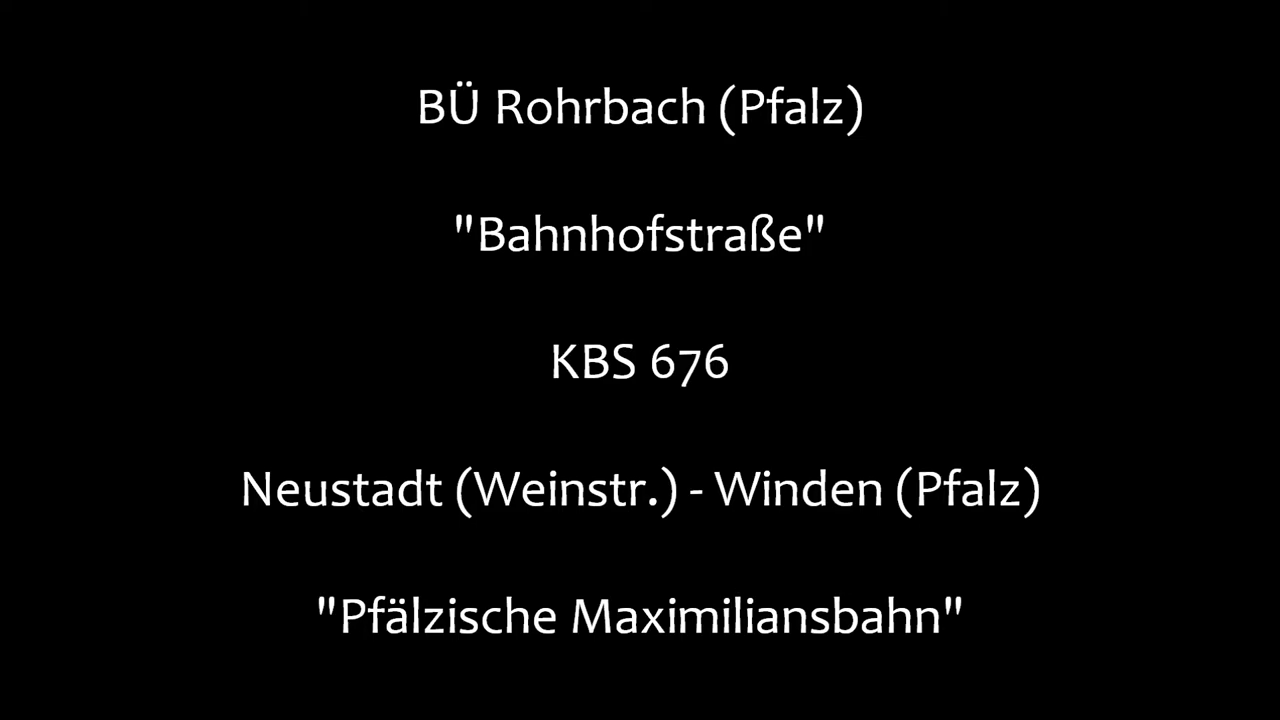 BÜ Rohrbach (Pfalz)
"Bahnhofstraße"
KBS 676
Neustadt (Weinstr.) - Winden (Pfalz)
"Pfälzische Maximiliansbahn"